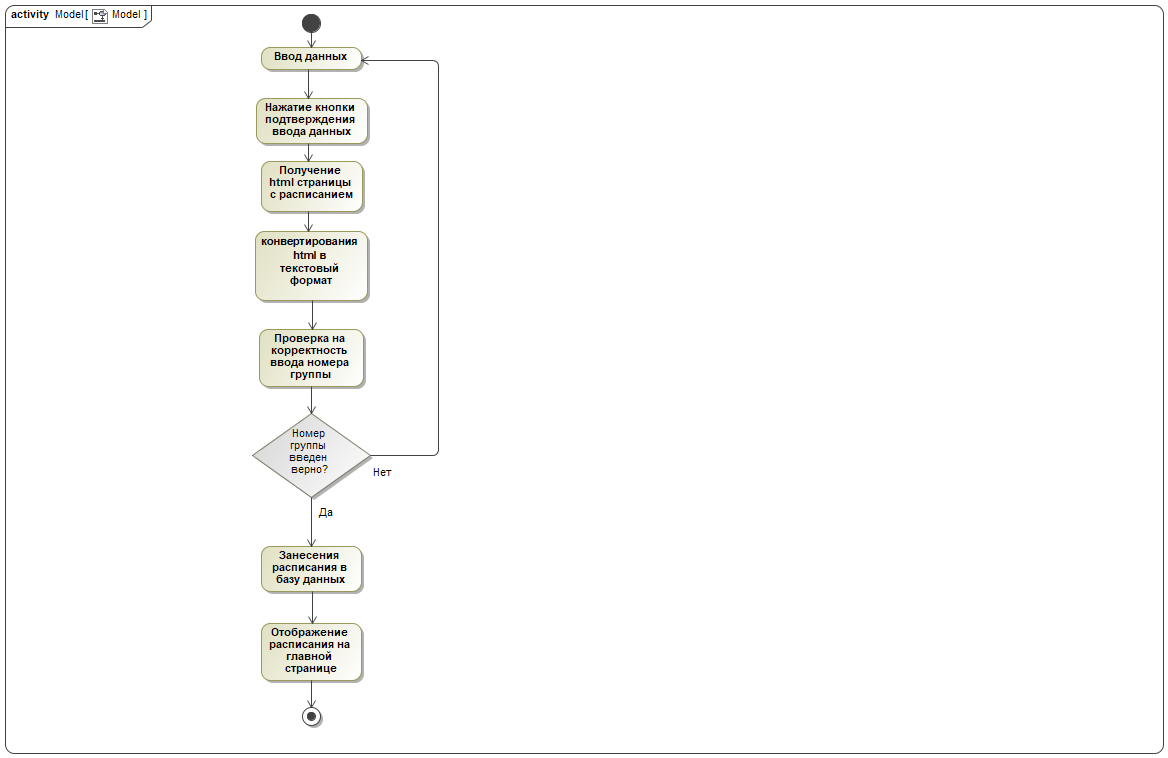 activity Model[ Model ]
Ввод данных
Нажатие кнопки
подтверждения
ввода данных
Получение
html страницы
с расписанием
конвертирования
html в
текстовый
формат
Проверка на
корректность
ввода номера
группы
Номер
группы
введен
верно?
Нет
Да
Занесения
расписания в
базу данных
Отображение
расписания на
главной
странице